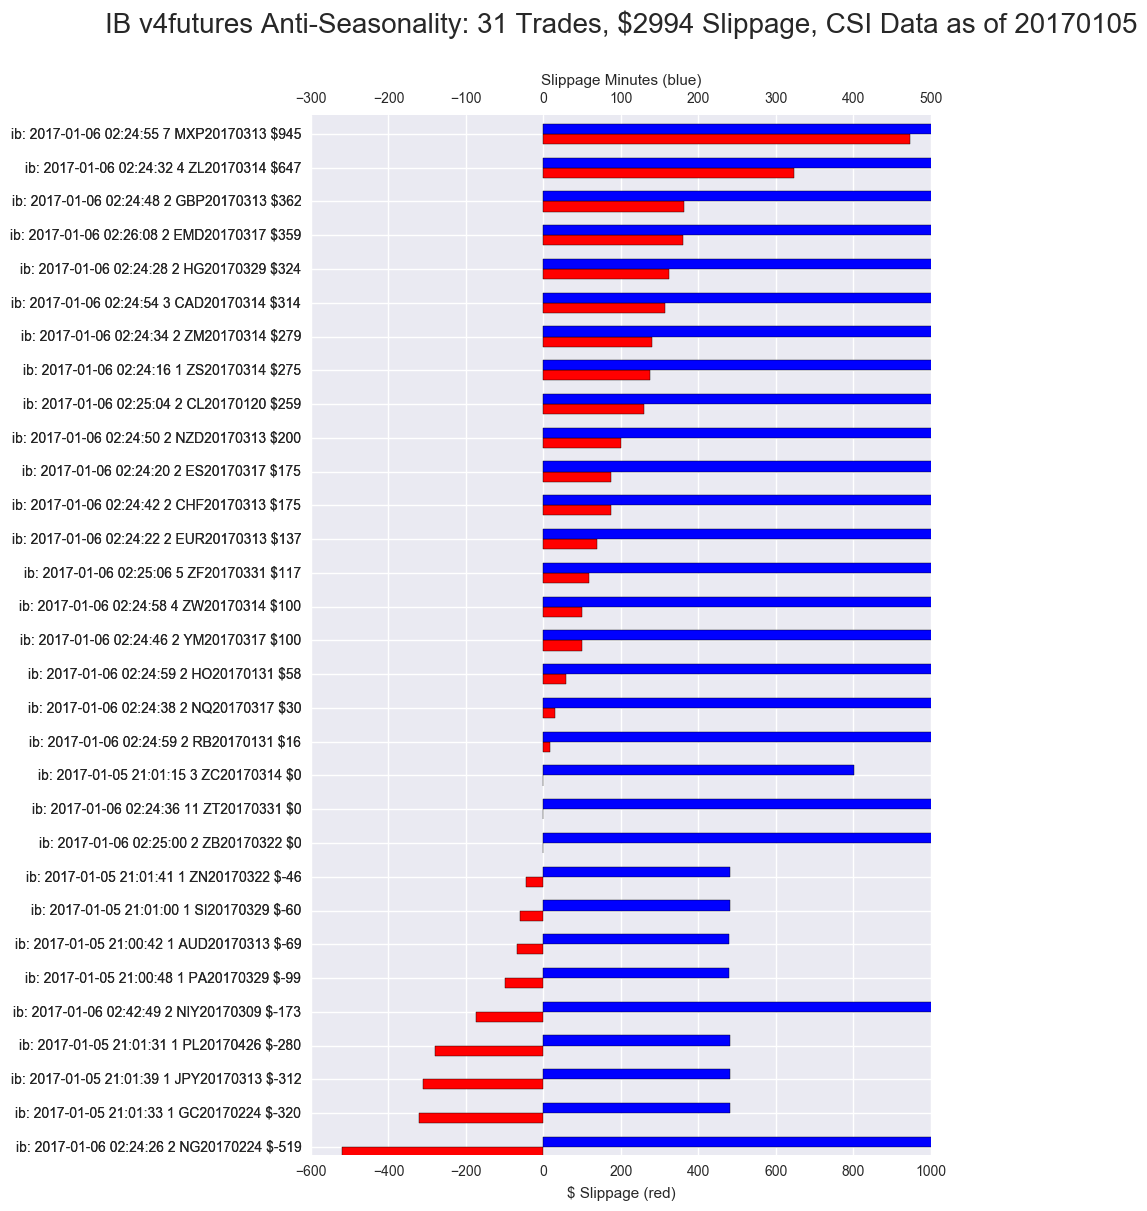 IB v4futures Anti-Seasonality: 31 Trades, $2994 Slippage, CSI Data as of 20170105
Slippage Minutes (blue)
−300 −200 −100 0 100 200 300 400 500
ib: 2017-01-06 02:24:55 7 MXP20170313 $945
ib: 2017-01-06 02:24:32 4 ZL20170314 $647
ib: 2017-01-06 02:24:48 2 GBP20170313 $362
ib: 2017-01-06 02:26:08 2 EMD20170317 $359
ib: 2017-01-06 02:24:28 2 HG20170329 $324
ib: 2017-01-06 02:24:54 3 CAD20170314 $314
ib: 2017-01-06 02:24:34 2 ZM20170314 $279
ib: 2017-01-06 02:24:16 1 ZS20170314 $275
ib: 2017-01-06 02:25:04 2 CL20170120 $259
ib: 2017-01-06 02:24:50 2 NZD20170313 $200
ib: 2017-01-06 02:24:20 2 ES20170317 $175
ib: 2017-01-06 02:24:42 2 CHF20170313 $175
ib: 2017-01-06 02:24:22 2 EUR20170313 $137
ib: 2017-01-06 02:25:06 5 ZF20170331 $117
ib: 2017-01-06 02:24:58 4 ZW20170314 $100
ib: 2017-01-06 02:24:46 2 YM20170317 $100
ib: 2017-01-06 02:24:59 2 HO20170131 $58
ib: 2017-01-06 02:24:38 2 NQ20170317 $30
ib: 2017-01-06 02:24:59 2 RB20170131 $16
ib: 2017-01-05 21:01:15 3 ZC20170314 $0
ib: 2017-01-06 02:24:36 11 ZT20170331 $0
ib: 2017-01-06 02:25:00 2 ZB20170322 $0
ib: 2017-01-05 21:01:41 1 ZN20170322 $-46
ib: 2017-01-05 21:01:00 1 SI20170329 $-60
ib: 2017-01-05 21:00:42 1 AUD20170313 $-69
ib: 2017-01-05 21:00:48 1 PA20170329 $-99
ib: 2017-01-06 02:42:49 2 NIY20170309 $-173
ib: 2017-01-05 21:01:31 1 PL20170426 $-280
ib: 2017-01-05 21:01:39 1 JPY20170313 $-312
ib: 2017-01-05 21:01:33 1 GC20170224 $-320
ib: 2017-01-06 02:24:26 2 NG20170224 $-519
−600 −400 −200 0 200 400 600 800 1000
$ Slippage (red)